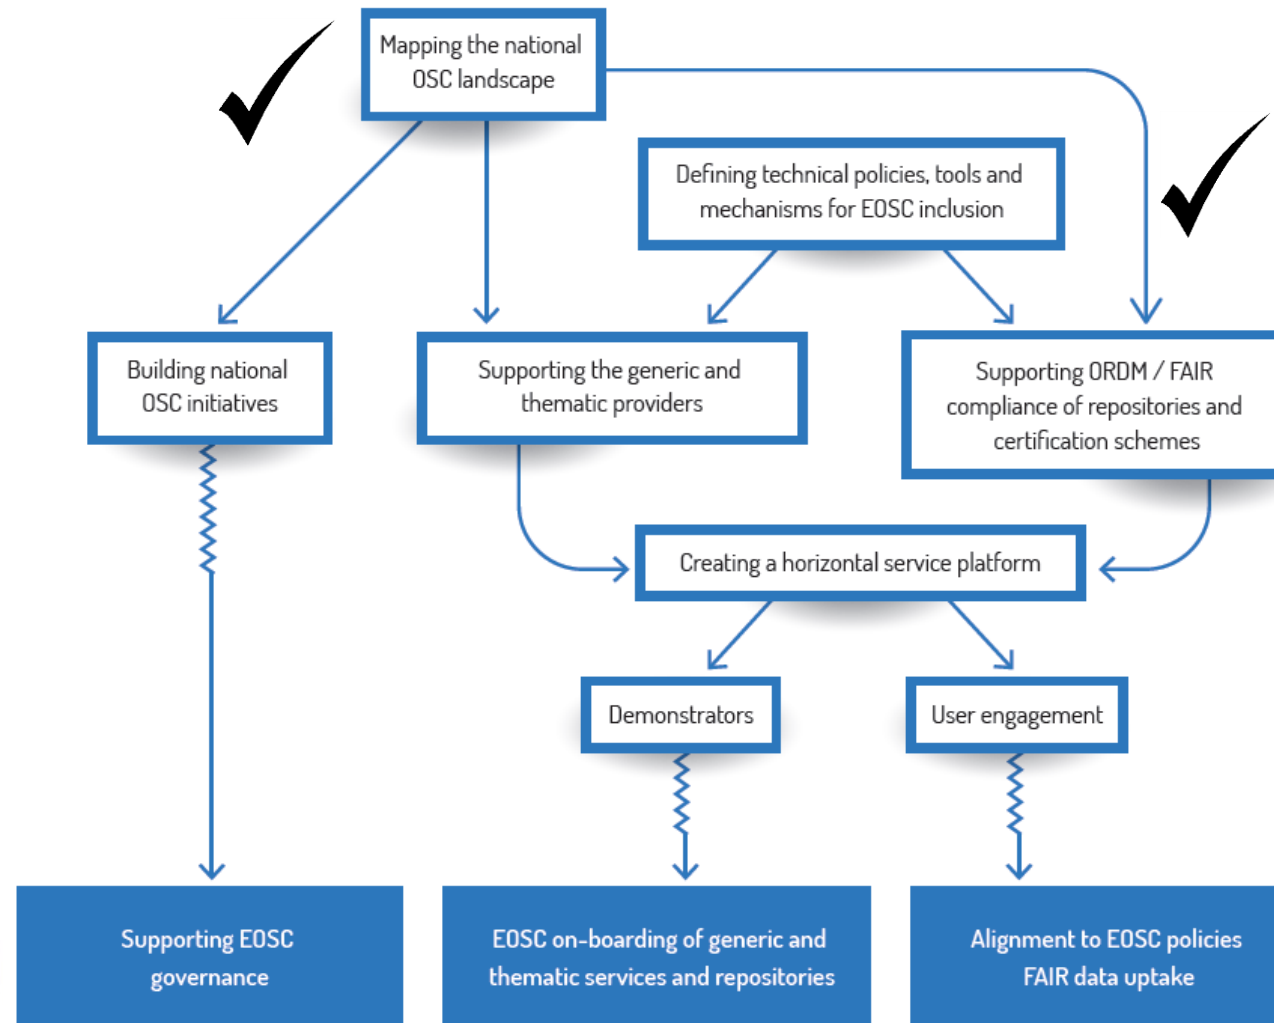 Mapping the national
OSC landscape
Defining technical policies, tools and
mechanisms for EOSC inclusion
Building national
OSC initiatives
Supporting the generic and
thematic providers
Supporting ORDM / FAIR
compliance of repositories and
certification schemes
Creating a horizontal service platform
Demonstrators
User engagement
Supporting EOSC
governance
EOSC on-boarding of generic and
thematic services and repositories
Alignment to EOSC policies
FAIR data uptake